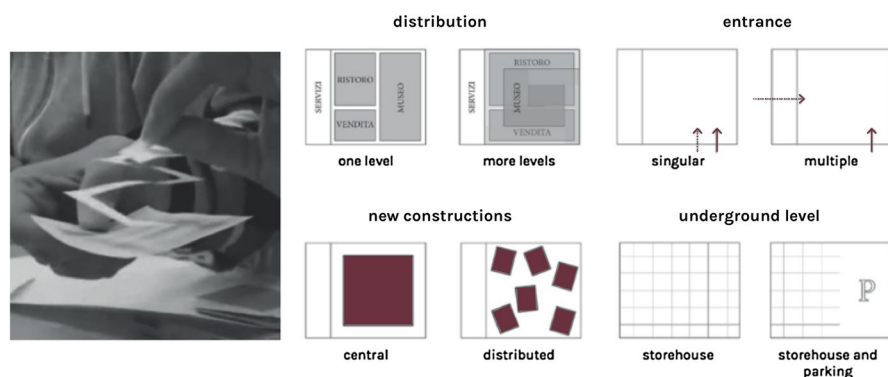 distribution
entrance
SERVIZI
RISTORO
VENDITA
MUSEO
RISTORO
SERVIZI
MUSEO
VENDITA
one level
more levels
singular
multiple
new constructions
underground level
P
central
distributed
storehouse
storehouse and
parking